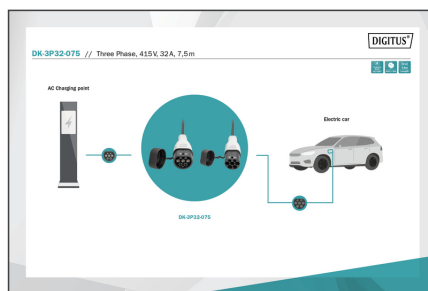 DIGITUS®
DK-3P32-075 // Three Phase, 415V, 32A, 7,5m
AC Charging point
Electric car
DK-3P32-075